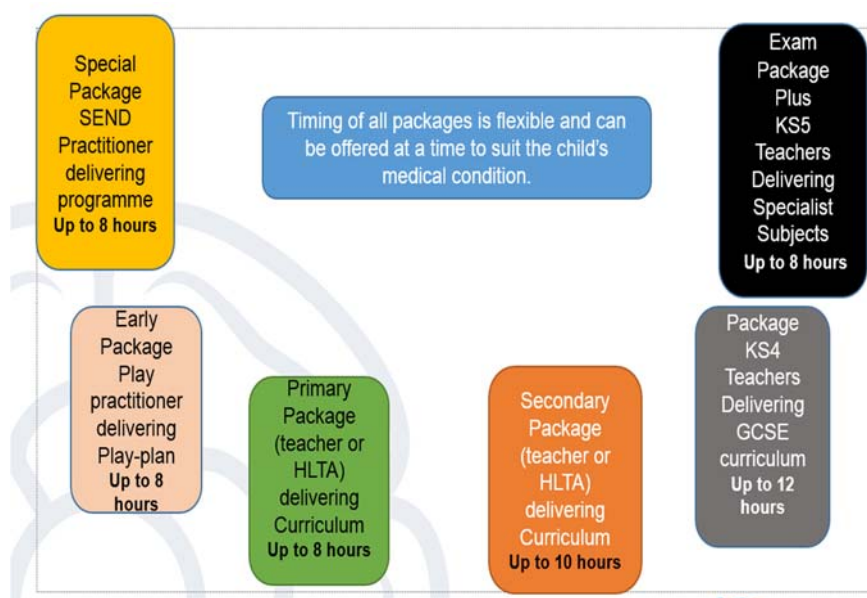 Special
Package
SEND
Practitioner
delivering
programme
Up to 8 hours
Timing of all packages is flexible and can
be offered at a time to suit the child's
medical condition.
Exam
Package
Plus
KS5
Teachers
Delivering
Specialist
Subjects
Up to 8 hours
Early
Package
Play
practitioner
delivering
Play-plan
Up to 8
hours
Primary
Package
(teacher or
HLTA)
delivering
Curriculum
Up to 8 hours
Secondary
Package
(teacher or
HLTA)
delivering
Curriculum
Up to 10 hours
Package
KS4
Teachers
Delivering
GCSE
curriculum
Up to 12
hours